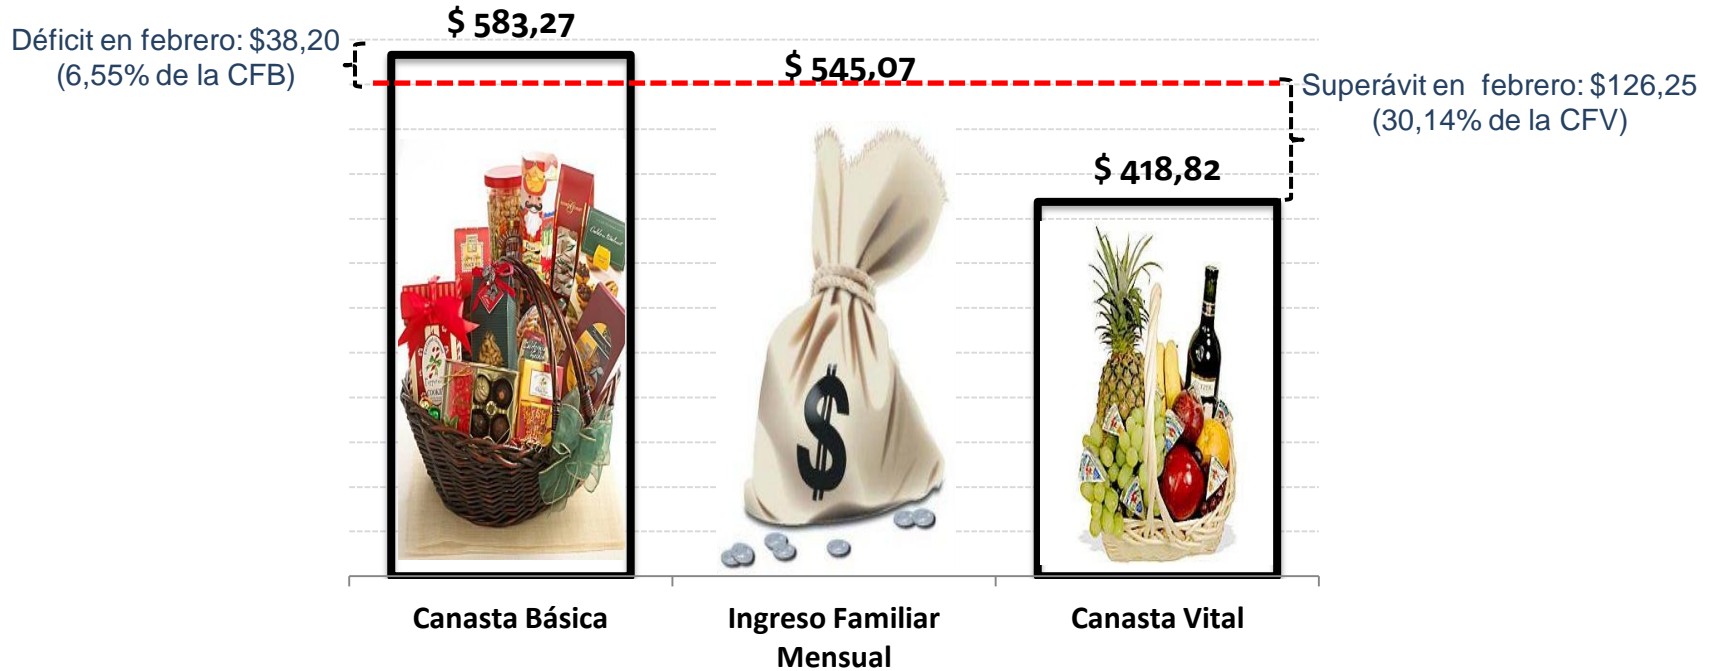 $ 583,27
Déficit en febrero: $38,20
(6,55% de la CFB)
$ 545,07
Superávit en febrero: $126,25
(30,14% de la CFV)
$ 418,82
$
Canasta Básica
Ingreso Familiar
Mensual
Canasta Vital